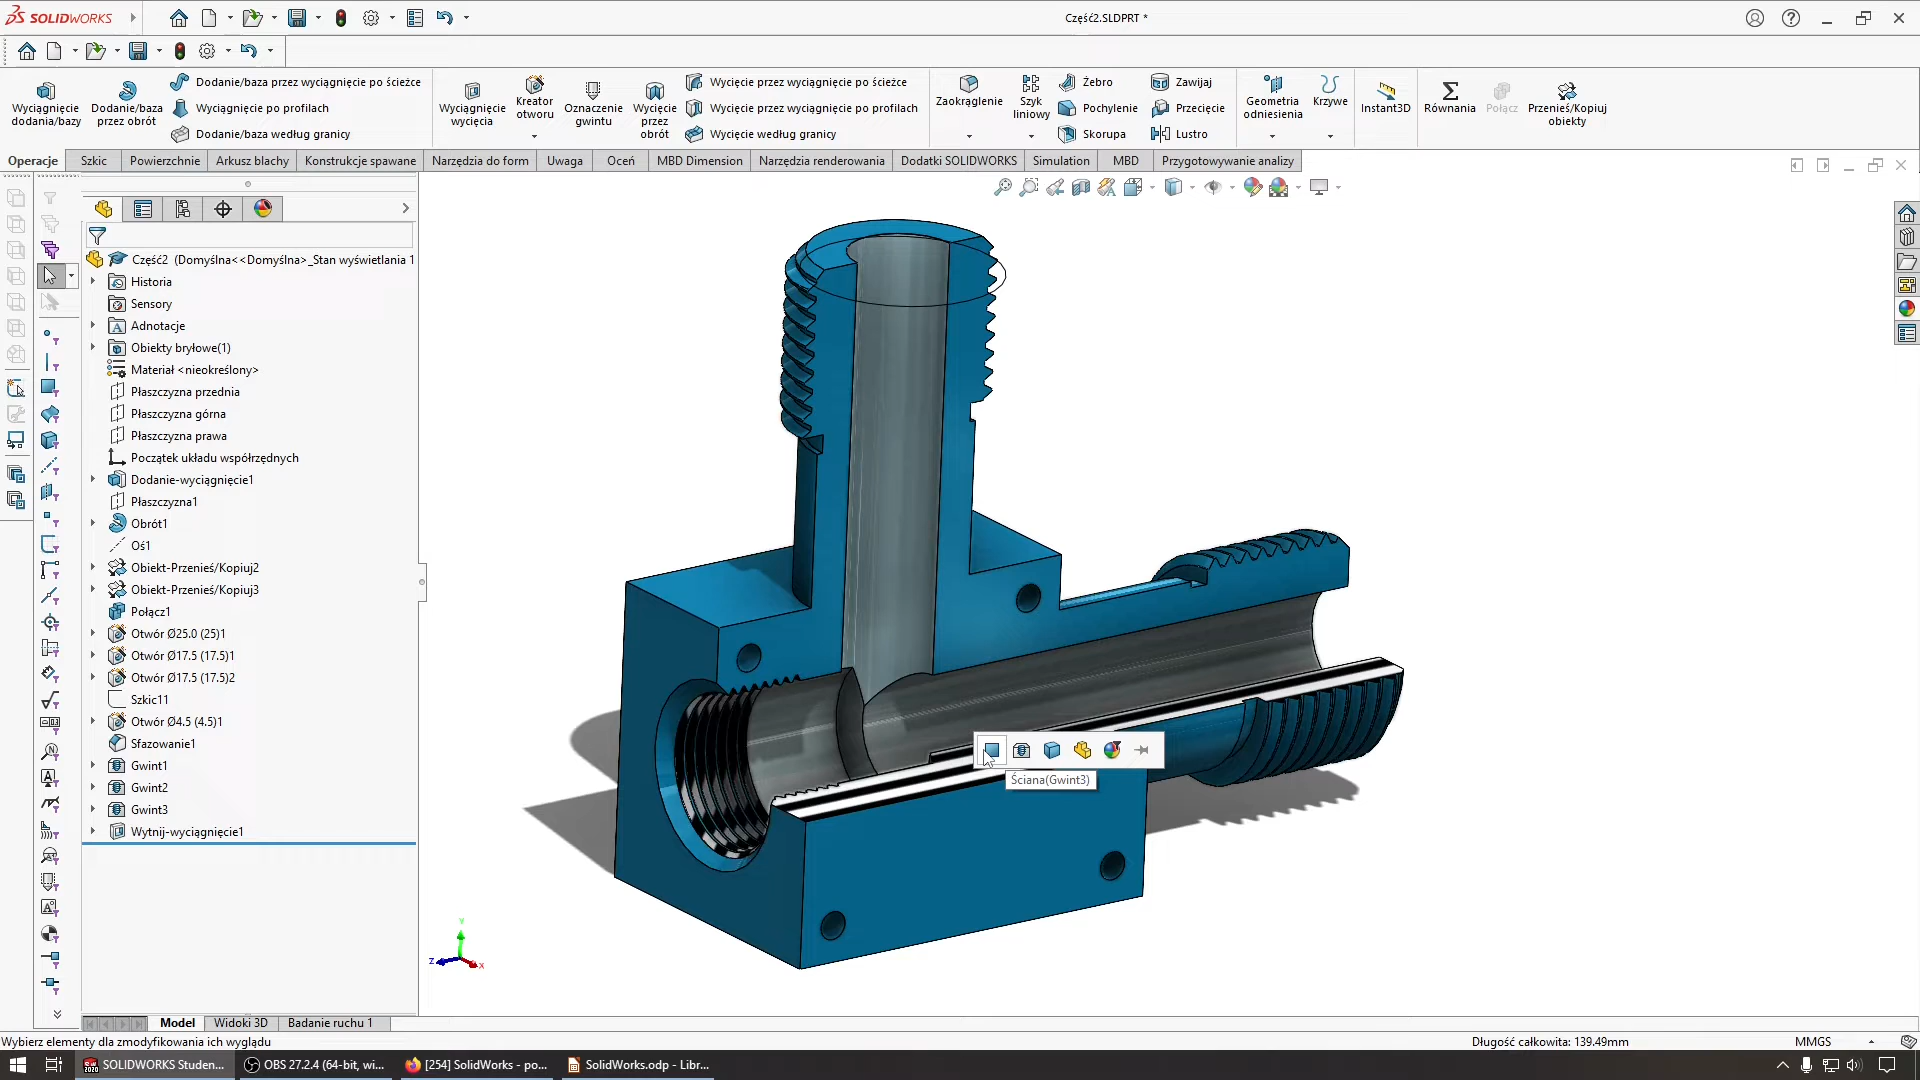 SOLIDWORKS
Część2.SLDPRT *
Wyciągnięcie dodania/bazy
Dodanie/baza przez obrót
Dodanie/baza przez wyciągnięcie po ścieżce
Wyciągnięcie po profilach
Dodanie/baza według granicy
Wyciągnięcie wycięcia
Kreator otworu
Oznaczenie gwintu
Wycięcie przez obrót
Wycięcie przez wyciągnięcie po ścieżce
Wycięcie przez wyciągnięcie po profilach
Wycięcie według granicy
Zaokrąglenie
Szyk liniowy
Żebro
Pochylenie
Skorupa
Zawijaj
Przecięcie
Lustro
Geometria odniesienia
Krzywe
Instant3D
Równania
Połącz
Przenieś/Kopiuj obiekty
Operacje Szkic Powierzchnie Arkusz blachy Konstrukcje spawane Narzędzia do form Uwaga Oceń MBD Dimension Narzędzia renderowania Dodatki SOLIDWORKS Simulation MBD Przygotowywanie analizy
Część2 (Domyślna<<Domyślna>_Stan wyświetlania 1
Historia
Sensory
Adnotacje
Obiekty bryłowe(1)
Materiał <nieokreślony>
Płaszczyzna przednia
Płaszczyzna górna
Płaszczyzna prawa
Początek układu współrzędnych
Dodanie-wyciągnięcie1
Płaszczyzna1
Obrót1
Oś1
Obiekt-Przenieś/Kopiuj2
Obiekt-Przenieś/Kopiuj3
Połącz1
Otwór Ø25.0 (25)1
Otwór Ø17.5 (17.5)1
Otwór Ø17.5 (17.5)2
Szkic11
Otwór Ø4.5 (4.5)1
Sfazowanie1
Gwint1
Gwint2
Gwint3
Wytnij-wyciągnięcie1
Ściana(Gwint3)
Y
Z
X
Model Widoki 3D Badanie ruchu 1
Wybierz elementy dla zmodyfikowania ich wyglądu
Długość całkowita: 139.49mm
MMGS
SOLIDWORKS Studen...
OBS 27.2.4 (64-bit, wi...
[254] SolidWorks - po...
SolidWorks.odp - Libr...